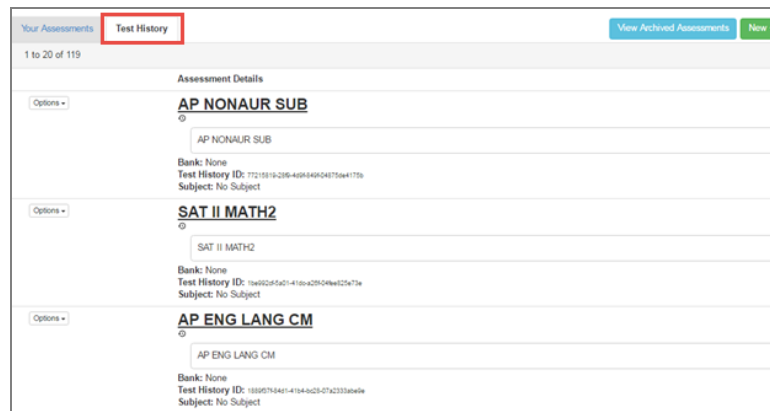 Your Assessments Test History View Archived Assessments New
1 to 20 of 119
Assessment Details
Options
AP NONAUR SUB
AP NONAUR SUB
Bank: None
Test History ID:
Subject: No Subject
Options
SAT II MATH2
SAT II MATH2
Bank: None
Test History ID:
Subject: No Subject
Options
AP ENG LANG CM
AP ENG LANG CM
Bank: None
Test History ID:
Subject: No Subject